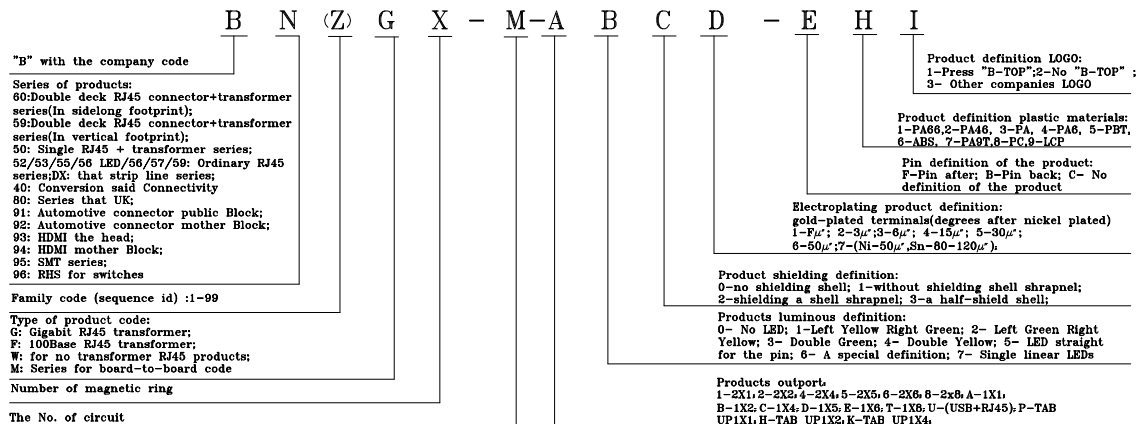 B N (Z) G X - M-A B C D - E H I
"B" with the company code
Series of products:
60:Double deck RJ45 connector+transformer
series(In sidelong footprint);
59:Double deck RJ45 connector+transformer
series(In vertical footprint);
50: Single RJ45 + transformer series;
52/53/55/56 LED/56/57/59: Ordinary RJ45
series;DX: that strip line series;
40: Conversion said Connectivity
80: Series that UK;
91: Automotive connector public Block;
92: Automotive connector mother Block;
93: HDMI the head;
94: HDMI mother Block;
95: SMT series;
96: RHS for switches
Family code (sequence id) :1-99
Type of product code:
G: Gigabit RJ45 transformer;
F: 100Base RJ45 transformer;
W: for no transformer RJ45 products;
M: Series for board-to-board code
Number of magnetic ring
The No. of circuit
Product definition LOGO:
1-Press "B-TOP";2-No "B-TOP" ;
3- Other companies LOGO
Product definition plastic materials:
1-PA66,2-PA46, 3-PA, 4-PA6, 5-PBT,
6-ABS, 7-PA9T,8-PC,9-LCP
Pin definition of the product:
F-Pin after; B-Pin back; C- No
definition of the product
Electroplating product definition:
gold-plated terminals(degrees after nickel plated)
1-Fμ"; 2-3μ";3-6μ"; 4-15μ"; 5-30μ";
6-50μ";7-(Ni-50μ",Sn-80-120μ");
Product shielding definition:
0-no shielding shell; 1-without shielding shell shrapnel;
2-shielding a shell shrapnel; 3-a half-shield shell;
Products luminous definition:
0- No LED; 1-Left Yellow Right Green; 2- Left Green Right
Yellow; 3- Double Green; 4- Double Yellow; 5- LED straight
for the pin; 6- A special definition; 7- Single linear LEDs
Products outport:
1-2X1; 2-2X2; 4-2X4; 5-2X5; 6-2X6; 8-2x8; A-1X1;
B-1X2; C-1X4; D-1X5; E-1X6; T-1X8; U-(USB+RJ45); P-TAB
UP1X1; H-TAB UP1X2; K-TAB UP1X4;